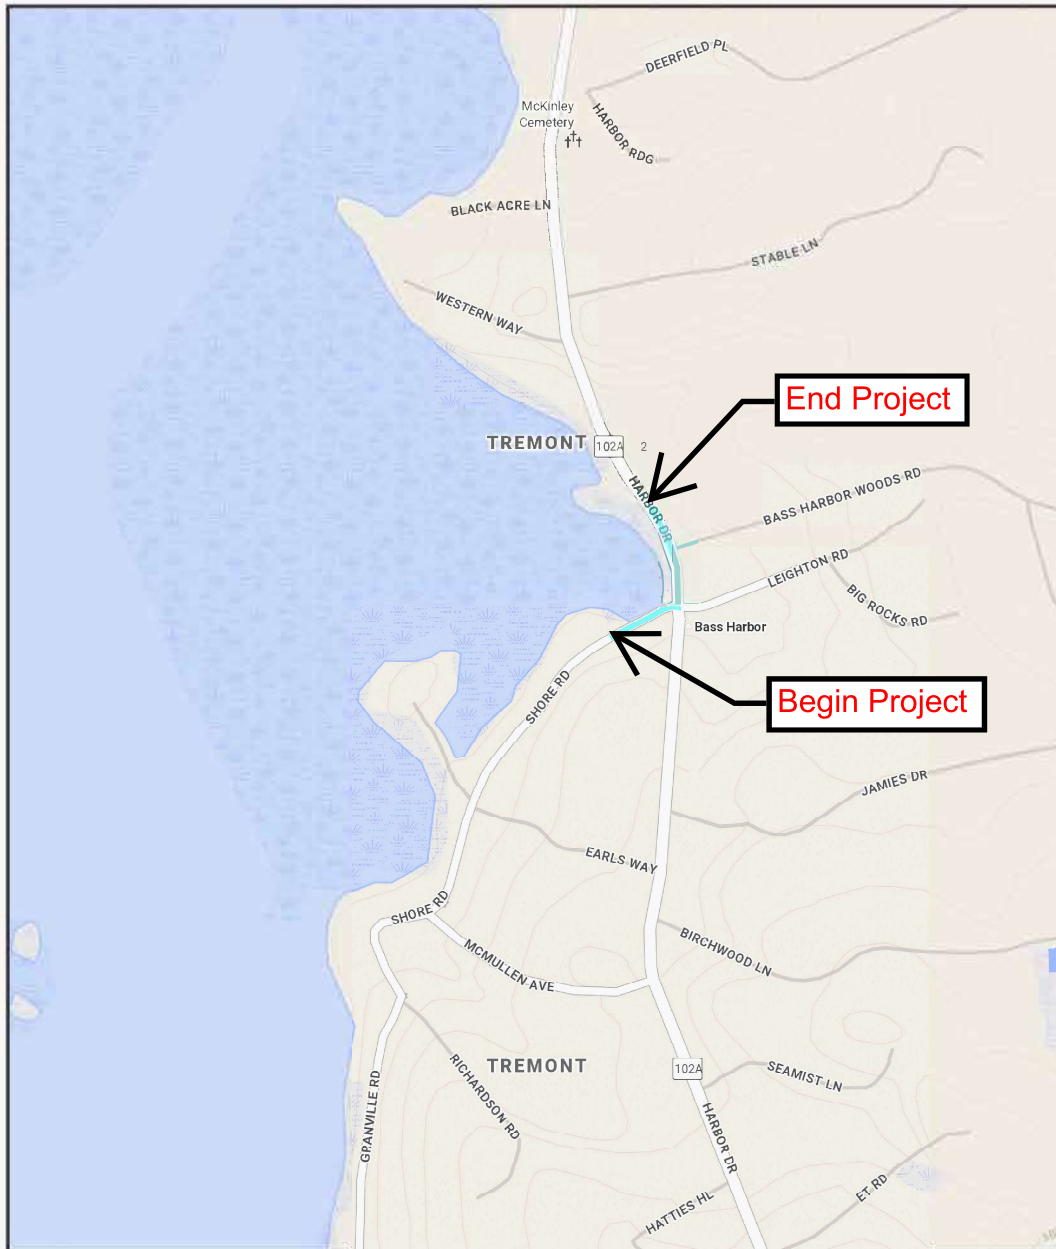 DEERFIELD PL
McKinley
Cemetery
HARBOR RDG
BLACK ACRE LN
STABLE LN
WESTERN WAY
End Project
TREMONT
102A
2
HARBOR DR
BASS HARBOR WOODS RD
LEIGHTON RD
BIG ROCKS RD
Bass Harbor
Begin Project
SHORE RD
JAMIES DR
EARLS WAY
SHORE RD
BIRCHWOOD LN
MCMULLEN AVE
TREMONT
102A
SEAMIST LN
RICHARDSON RD
GRANVILLE RD
HARBOR DR
ET RD
HATTIES HL